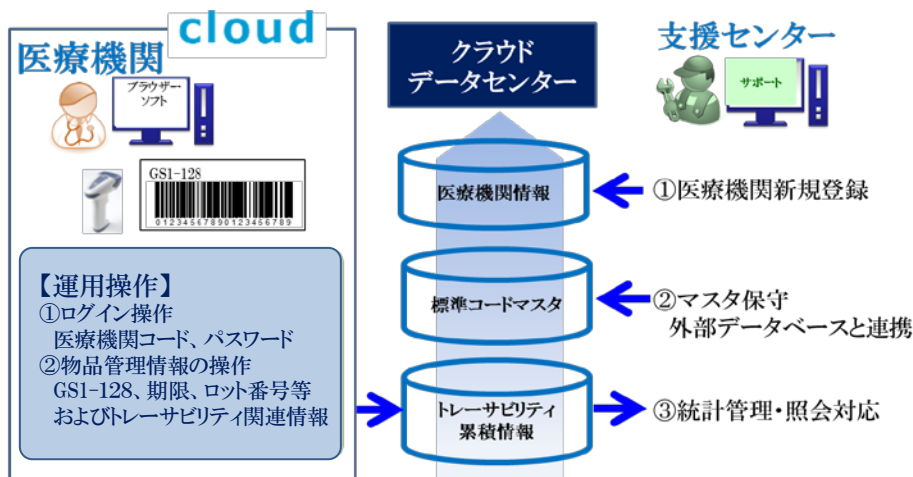 cloud
医療機関
ブラウザー
ソフト
GS1-128
01234567890123456789
【運用操作】
①ログイン操作
医療機関コード、パスワード
②物品管理情報の操作
GS1-128、期限、ロット番号等
およびトレーサビリティ関連情報
クラウド
データセンター
医療機関情報
標準コードマスタ
トレーサビリティ
累積情報
支援センター
サポート
①医療機関新規登録
②マスタ保守
外部データベースと連携
③統計管理・照会対応